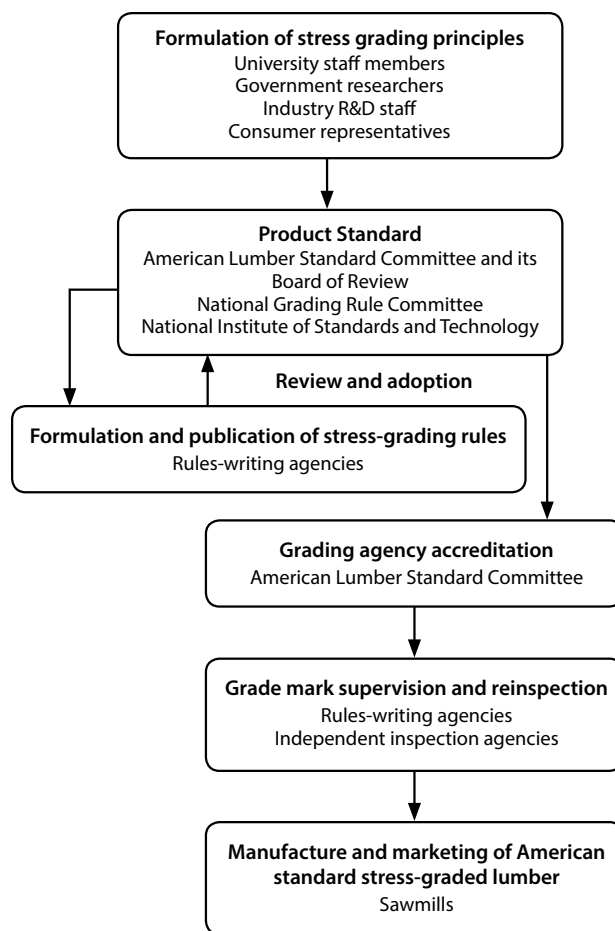 Formulation of stress grading principles
University staff members
Government researchers
Industry R&D staff
Consumer representatives
Product Standard
American Lumber Standard Committee and its
Board of Review
National Grading Rule Committee
National Institute of Standards and Technology
Review and adoption
Formulation and publication of stress-grading rules
Rules-writing agencies
Grading agency accreditation
American Lumber Standard Committee
Grade mark supervision and reinspection
Rules-writing agencies
Independent inspection agencies
Manufacture and marketing of American
standard stress-graded lumber
Sawmills